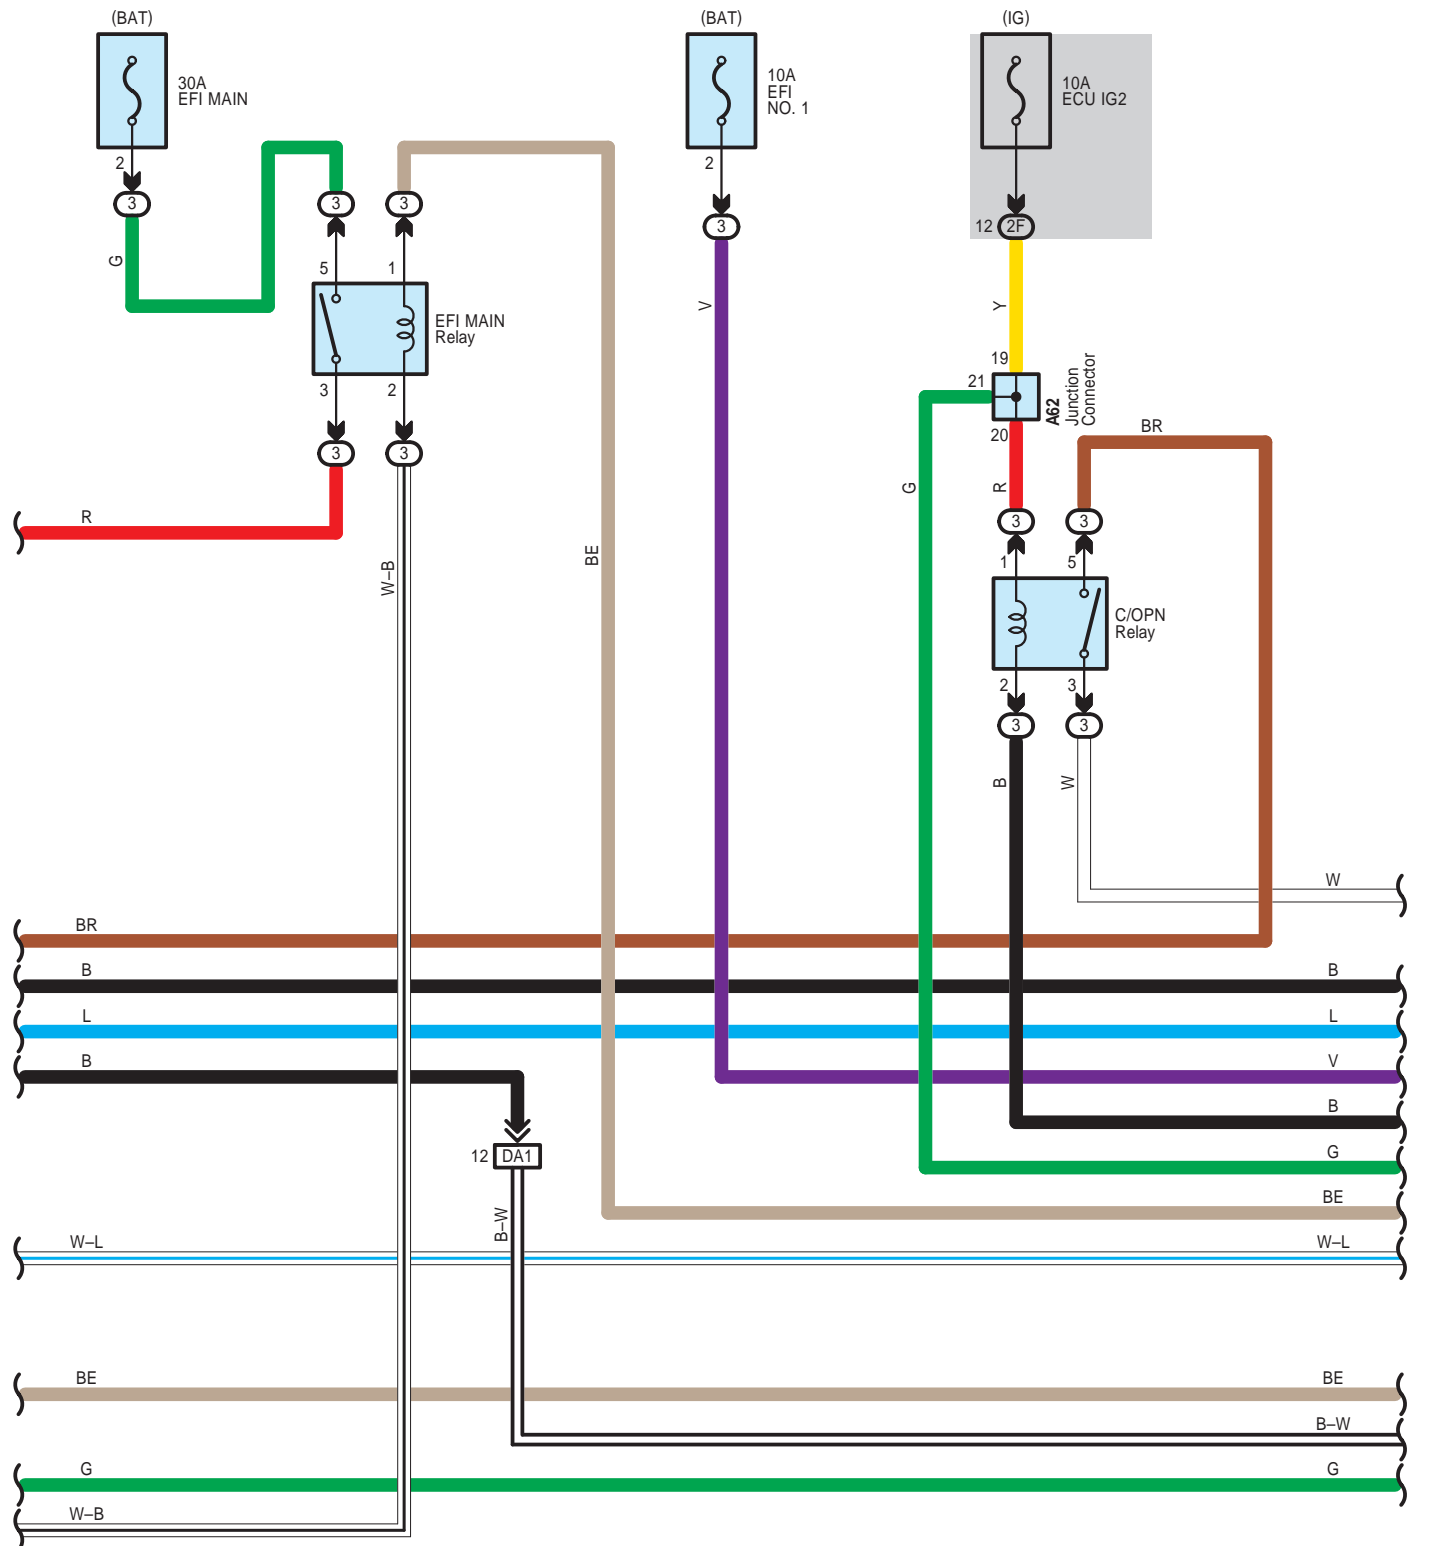 (BAT)
(BAT)
(IG)
30A
EFI MAIN
10A
EFI
NO. 1
10A
ECU IG2
2
2
3
3
3
3
12
2F
G
5
1
V
Y
EFI MAIN
Relay
19
21
A62
Junction
Connector
3
2
20
BR
3
3
G
R
R
3
3
W–B
BE
1
5
C/OPN
Relay
2
3
3
3
B
W
W
BR
B
B
L
L
B
V
B
12
DA1
G
B–W
BE
W–L
W–L
BE
BE
B–W
G
G
W–B